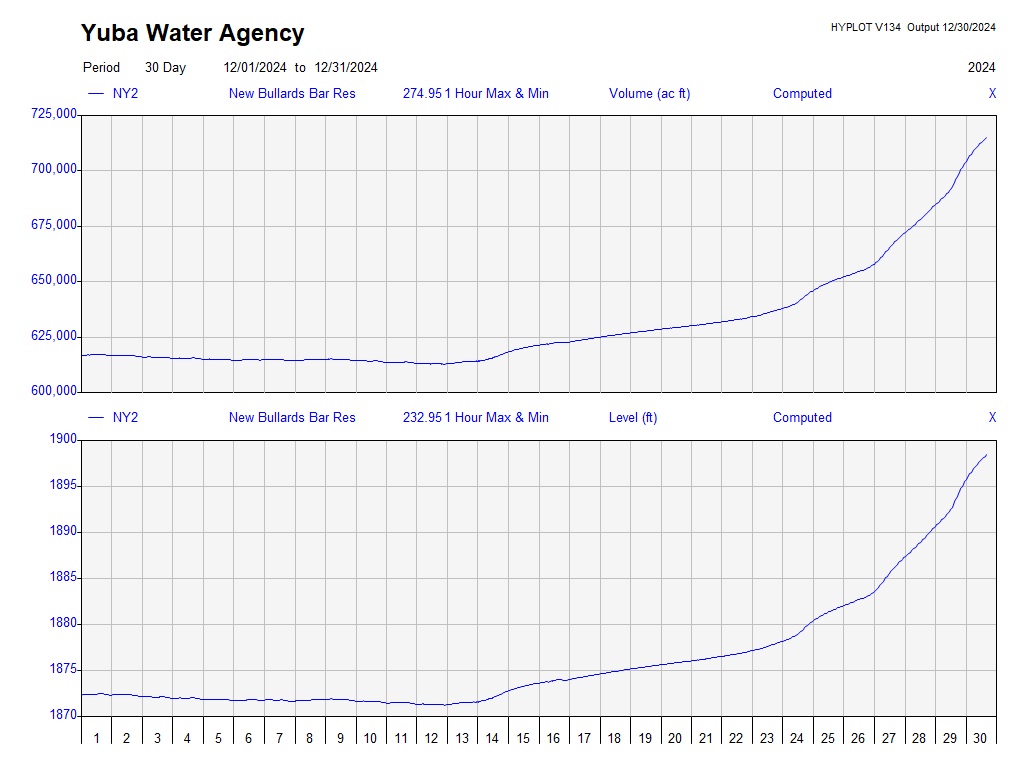 Yuba Water Agency
HYPLOT V134 Output 12/30/2024
Period 30 Day 12/01/2024 to 12/31/2024 2024
NY2 New Bullards Bar Res 274.95 1 Hour Max & Min Volume (ac ft) Computed X
725,000
700,000
675,000
650,000
625,000
600,000
NY2 New Bullards Bar Res 232.95 1 Hour Max & Min Level (ft) Computed X
1900
1895
1890
1885
1880
1875
1870
1 2 3 4 5 6 7 8 9 10 11 12 13 14 15 16 17 18 19 20 21 22 23 24 25 26 27 28 29 30